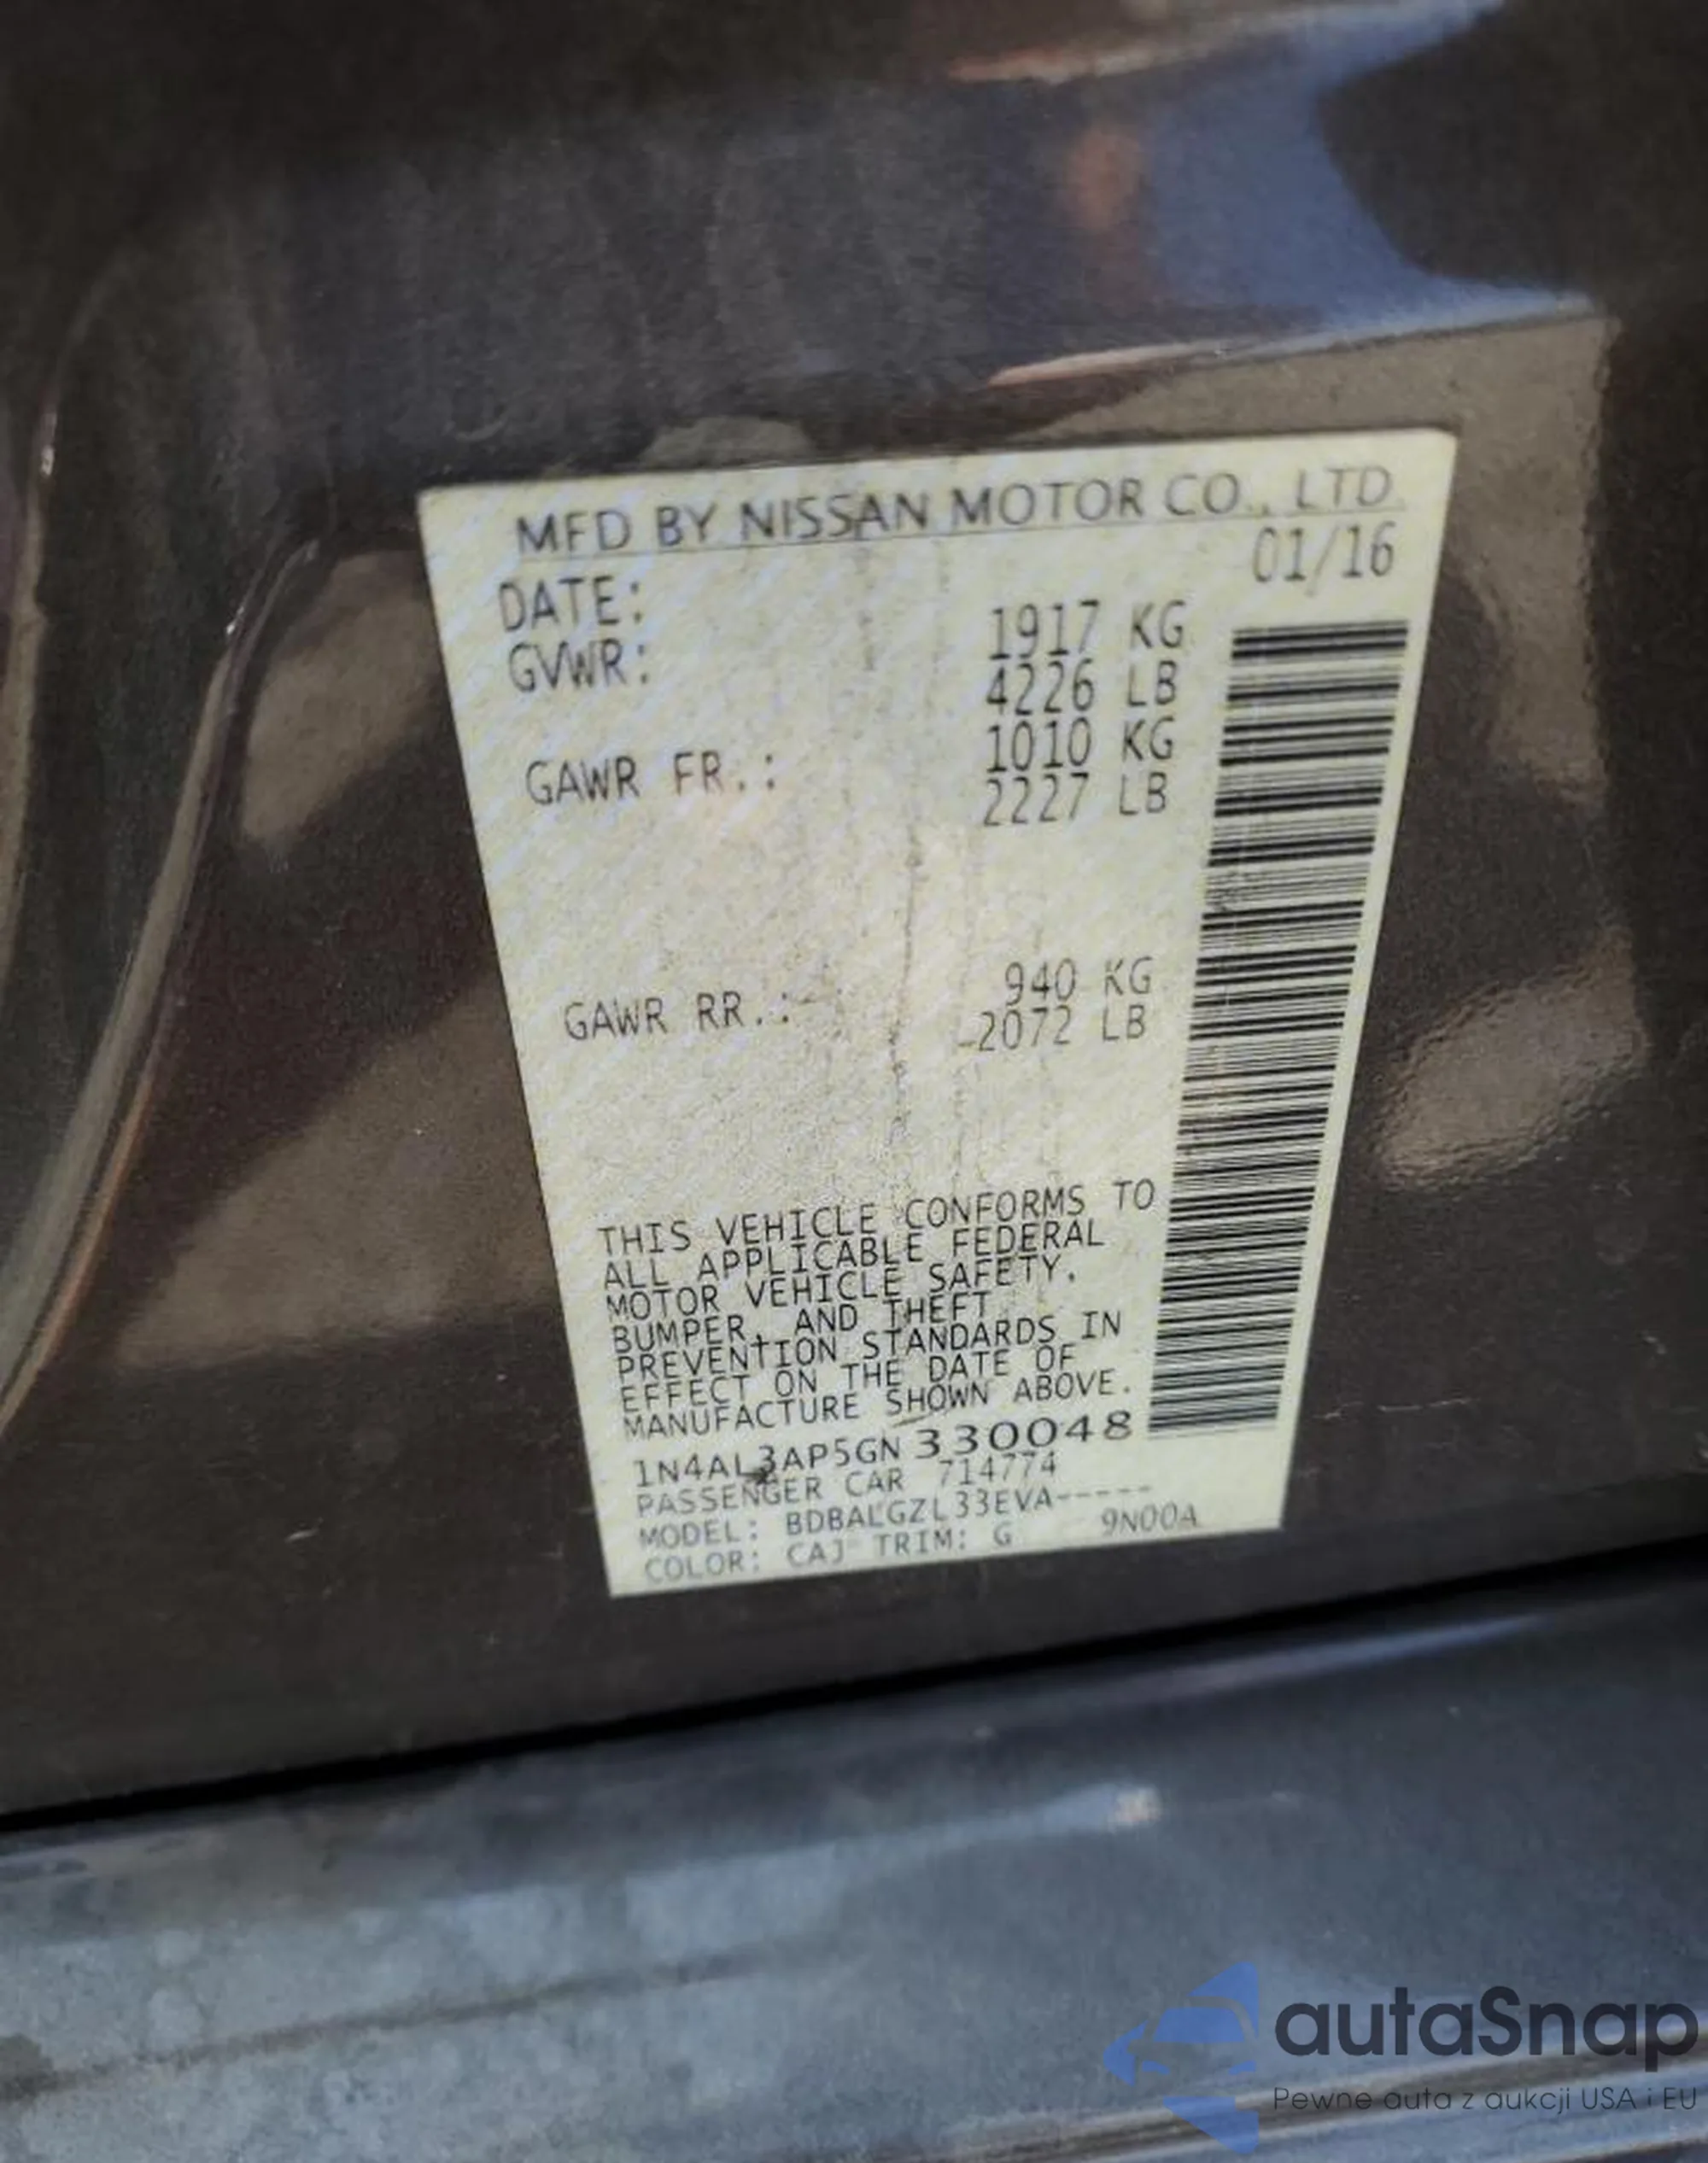 MFD BY NISSAN MOTOR CO., LTD.
DATE: 01/16
GVWR: 1917 KG
4226 LB
GAWR FR.: 1010 KG
2227 LB
GAWR RR.: 940 KG
2072 LB
THIS VEHICLE CONFORMS TO
ALL APPLICABLE FEDERAL
MOTOR VEHICLE SAFETY,
BUMPER, AND THEFT
PREVENTION STANDARDS IN
EFFECT ON THE DATE OF
MANUFACTURE SHOWN ABOVE.
1N4AL3AP5GN330048
PASSENGER CAR 714774
MODEL: BDBALGZL33EVA-----
COLOR: CAJ TRIM: G 9N00A
autaSnap
Pewne auta z aukcji USA i EU